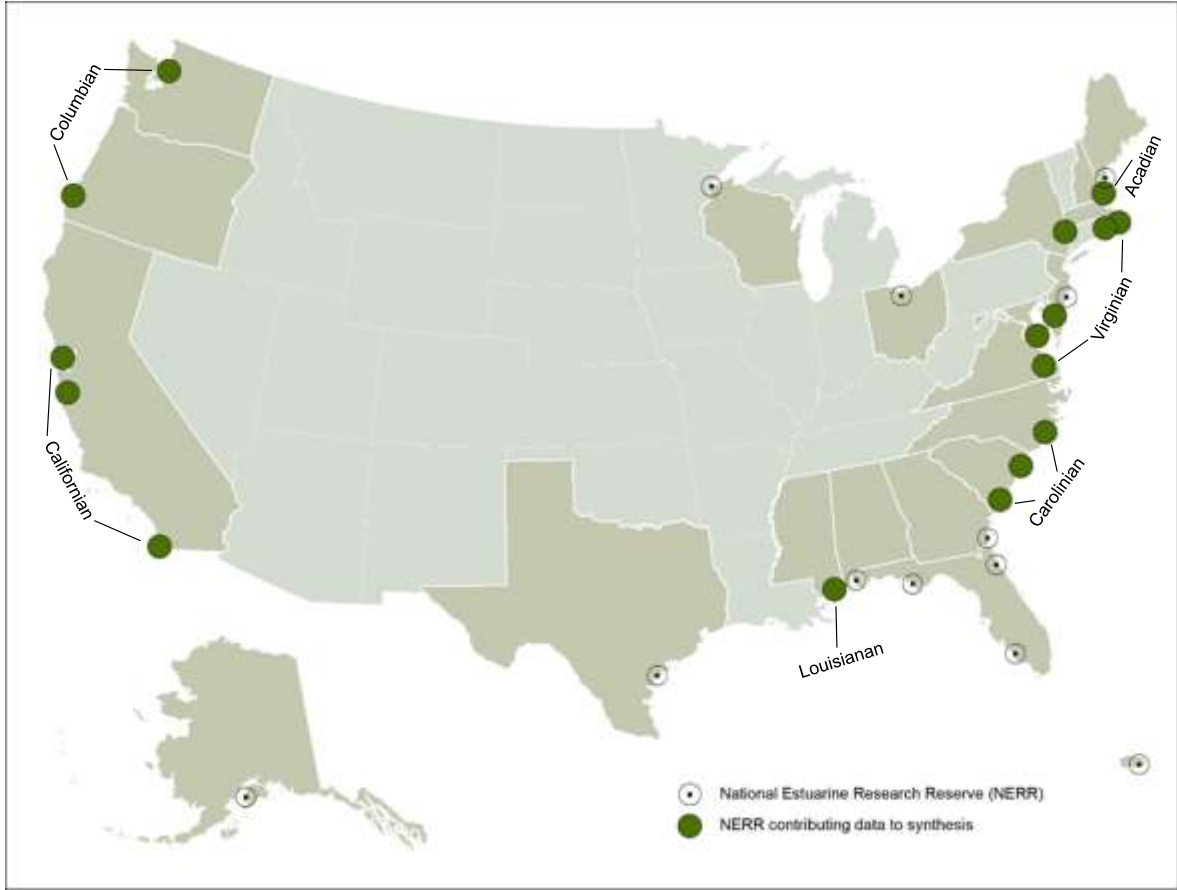 Columbian
Acadian
Virginian
Californian
Carolinian
Louisianan
National Estuarine Research Reserve (NERR)
NERR contributing data to synthesis